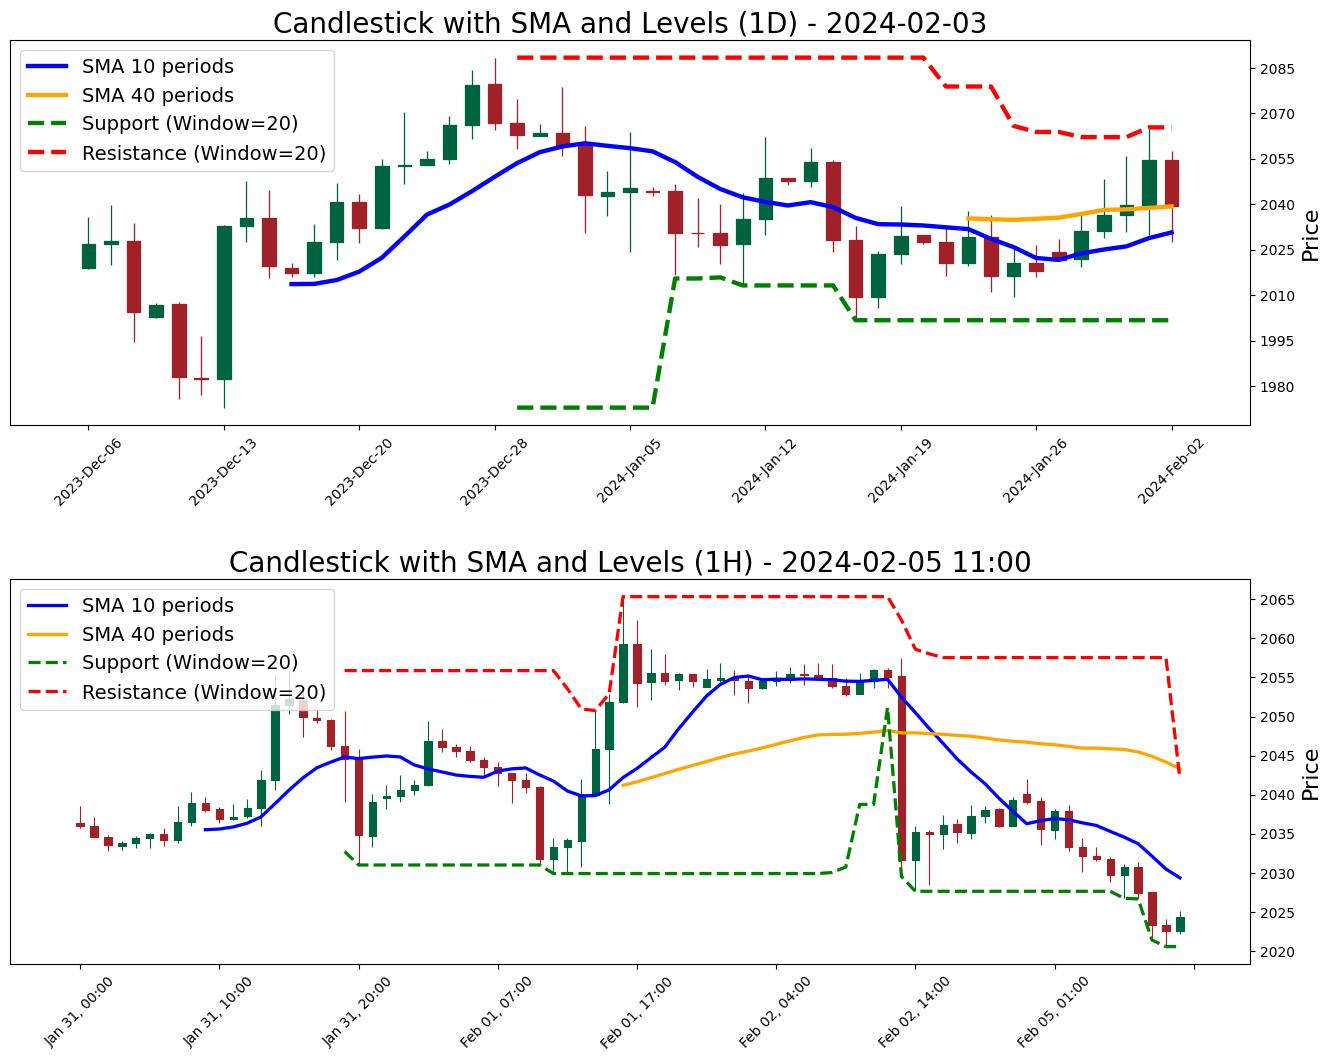 Candlestick with SMA and Levels (1D) - 2024-02-03
SMA 10 periods
SMA 40 periods
Support (Window=20)
Resistance (Window=20)
2085
2070
2055
2040
2025
2010
1995
1980
Price
2023-Dec-06
2023-Dec-13
2023-Dec-20
2023-Dec-28
2024-Jan-05
2024-Jan-12
2024-Jan-19
2024-Jan-26
2024-Feb-02
Candlestick with SMA and Levels (1H) - 2024-02-05 11:00
SMA 10 periods
SMA 40 periods
Support (Window=20)
Resistance (Window=20)
2065
2060
2055
2050
2045
2040
2035
2030
2025
2020
Price
Jan 31, 00:00
Jan 31, 10:00
Jan 31, 20:00
Feb 01, 07:00
Feb 01, 17:00
Feb 02, 04:00
Feb 02, 14:00
Feb 05, 01:00